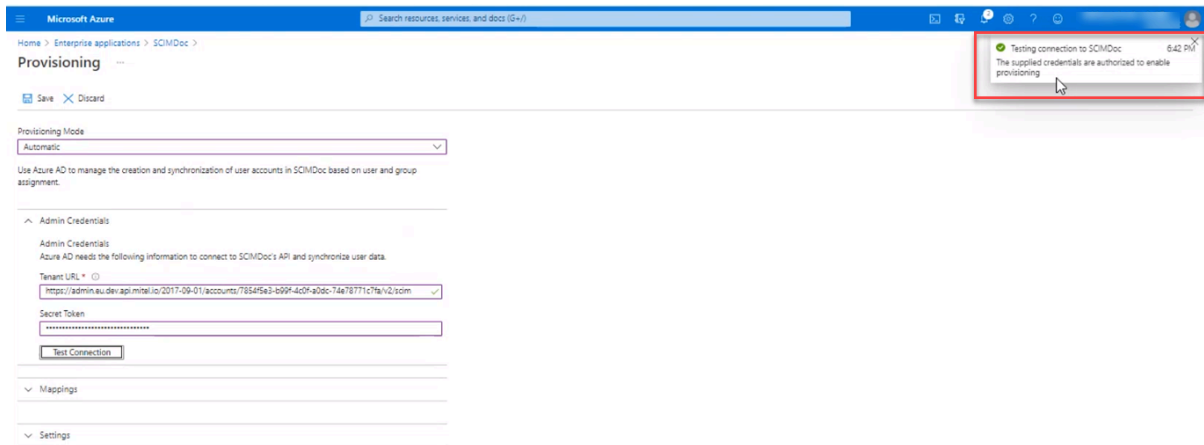 Microsoft Azure
Search resources, services, and docs (G+/)
2
Home > Enterprise applications > SCIMDoc >
Provisioning ...
Testing connection to SCIMDoc 6:42 PM
The supplied credentials are authorized to enable
provisioning
Save Discard
Provisioning Mode
Automatic
Use Azure AD to manage the creation and synchronization of user accounts in SCIMDoc based on user and group
assignment.
Admin Credentials
Admin Credentials
Azure AD needs the following information to connect to SCIMDoc's API and synchronize user data.
Tenant URL *
https://admin.eu.dev.api.mitel.io/2017-09-01/accounts/7854f5e3-b99f-4c0f-a0dc-74e78771c7fa/v2/scim
Secret Token
•••••••••••••••••••••••••••••••
Test Connection
Mappings
Settings